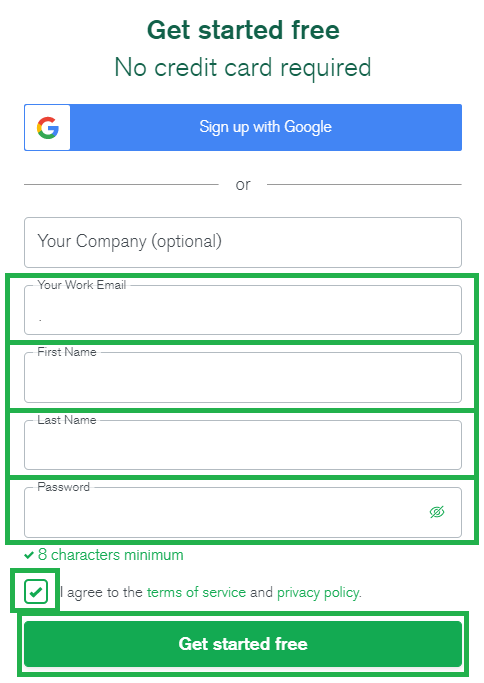 Get started free
No credit card required
Sign up with Google
or
Your Company (optional)
Your Work Email
.
First Name
Last Name
Password
8 characters minimum
I agree to the terms of service and privacy policy.
Get started free